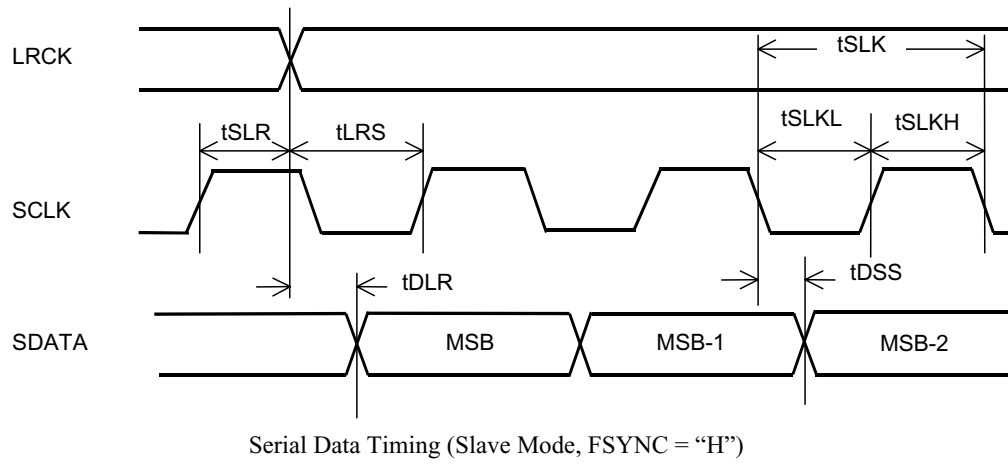 LRCK
tSLK
tSLR
tLRS
tSLKL
tSLKH
SCLK
tDLR
tDSS
SDATA
MSB
MSB-1
MSB-2
Serial Data Timing (Slave Mode, FSYNC = “H”)